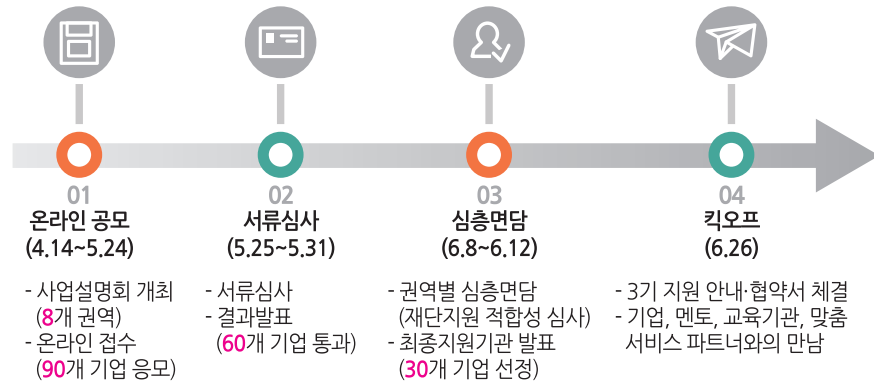 01
온라인 공모
(4.14~5.24)
- 사업설명회 개최
(8개 권역)
- 온라인 접수
(90개 기업 응모)
02
서류심사
(5.25~5.31)
- 서류심사
- 결과발표
(60개 기업 통과)
03
심층면담
(6.8~6.12)
- 권역별 심층면담
(재단지원 적합성 심사)
- 최종지원기관 발표
(30개 기업 선정)
04
킥오프
(6.26)
- 3기 지원 안내·협약서 체결
- 기업, 멘토, 교육기관, 맞춤
서비스 파트너와의 만남